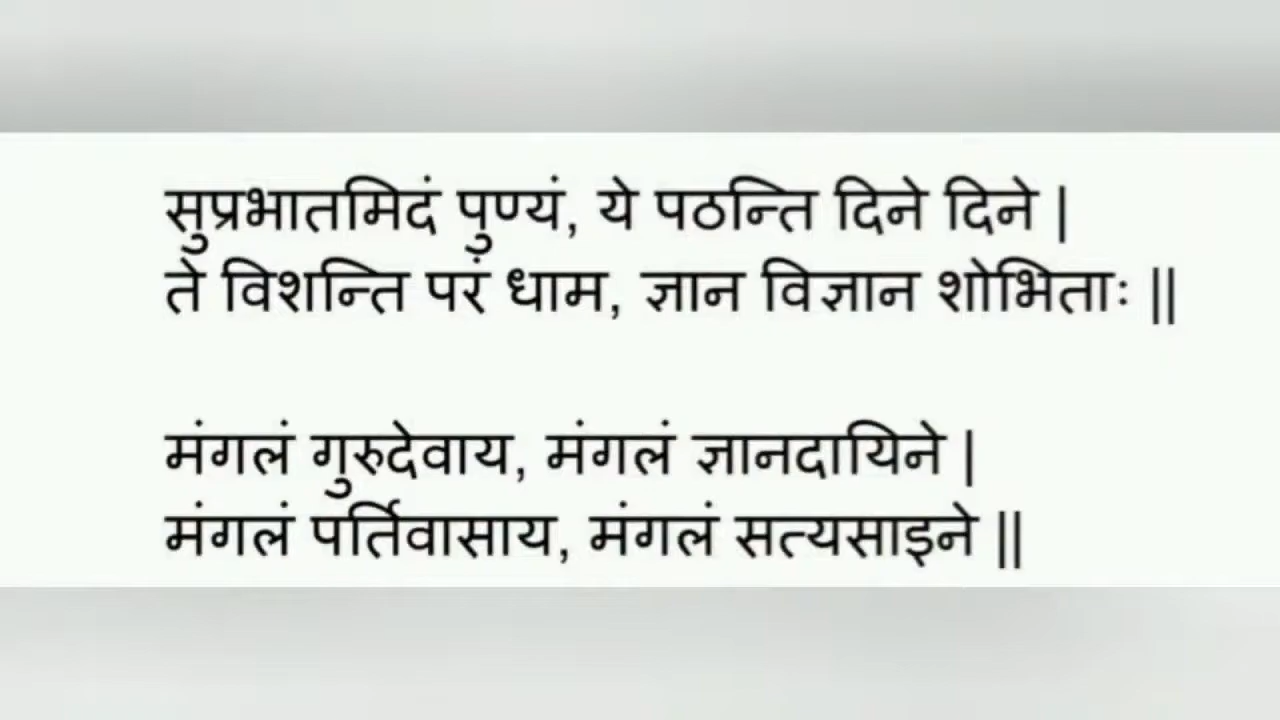 सुप्रभातमिदं पुण्यं, ये पठन्ति दिने दिने |
ते विशन्ति परं धाम, ज्ञान विज्ञान शोभिताः ||
मंगलं गुरुदेवाय, मंगलं ज्ञानदायिने |
मंगलं पर्तिवासाय, मंगलं सत्यसाइने ||